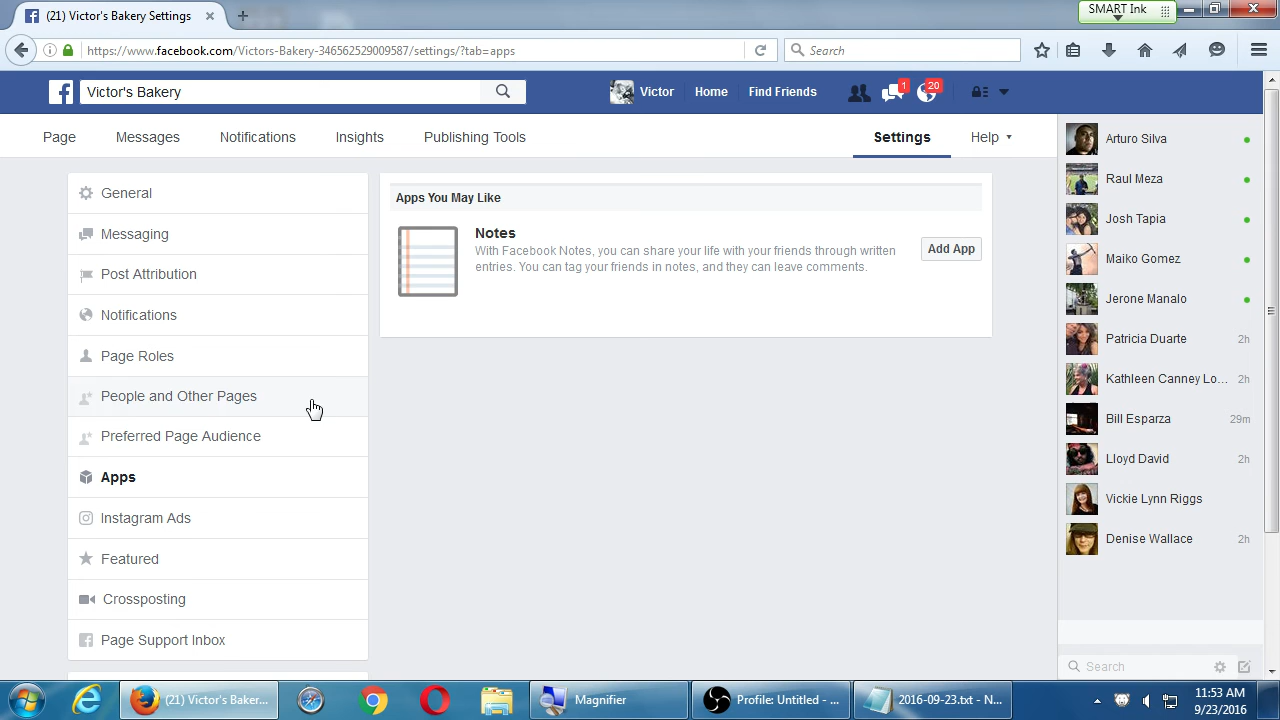 (21) Victor's Bakery Settings
SMART Ink
https://www.facebook.com/Victors-Bakery-346562529009587/settings/?tab=apps
Search
Victor's Bakery
Victor
Home
Find Friends
1
20
Page
Messages
Notifications
Insights
Publishing Tools
Settings
Help
General
Messaging
Post Attribution
Notifications
Page Roles
People and Other Pages
Preferred Page Audience
Apps
Instagram Ads
Featured
Crossposting
Page Support Inbox
Apps You May Like
Notes
With Facebook Notes, you can share your life with your friends through written
entries. You can tag your friends in notes, and they can leave comments.
Add App
Arturo Silva
Raul Meza
Josh Tapia
Maiko Gomez
Jerone Manalo
Patricia Duarte 2h
Kathleen Canney Lo... 2h
Bill Esparza 29m
Lloyd David 2h
Vickie Lynn Riggs
Denise Wallace 2h
Search
(21) Victor's Baker...
Magnifier
Profile: Untitled - ...
2016-09-23.txt - N...
11:53 AM
9/23/2016